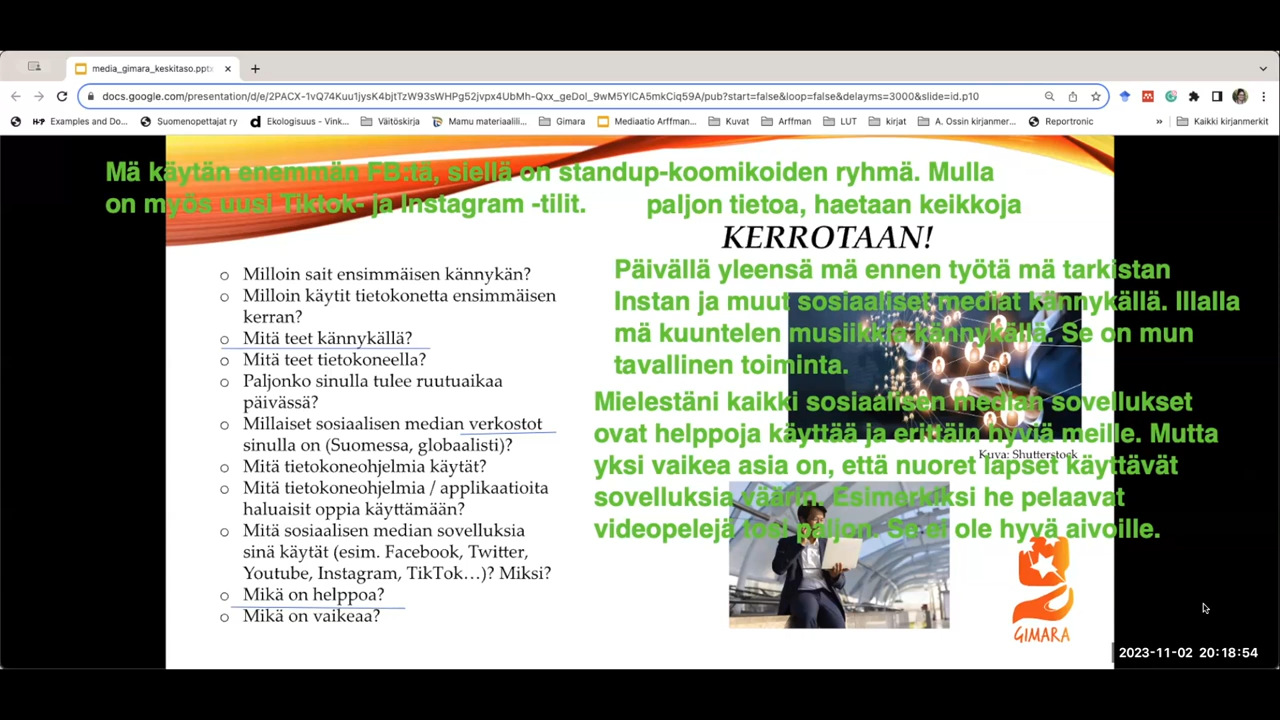 media_gimara_keskitaso.pptx
docs.google.com/presentation/d/e/2PACX-1vQ74Kuu1jysK4bjtTzW93sWHPg52jvpx4UbMh-Qxx_geDol_9wM5YlCA5mkCiq59A/pub?start=false&loop=false&delayms=3000&slide=id.p10
Examples and Do... Suomenopettajat ry Ekologisuus - Vink... Väitöskirja Mamu materiaalil... Gimara Mediaatio Arffman... Kuvat Arffman LUT kirjat A. Ossin kirjanmer... Reportronic » Kaikki kirjanmerkit
Mä käytän enemmän FB:tä, siellä on standup-koomikoiden ryhmä. Mulla
on myös uusi Tiktok- ja Instagram -tilit. paljon tietoa, haetaan keikkoja
KERROTAAN!
o Milloin sait ensimmäisen kännykän?
o Milloin käytit tietokonetta ensimmäisen
kerran?
o Mitä teet kännykällä?
o Mitä teet tietokoneella?
o Paljonko sinulla tulee ruutuaikaa
päivässä?
o Millaiset sosiaalisen median verkostot
sinulla on (Suomessa, globaalisti)?
o Mitä tietokoneohjelmia käytät?
o Mitä tietokoneohjelmia / applikaatioita
haluaisit oppia käyttämään?
o Mitä sosiaalisen median sovelluksia
sinä käytät (esim. Facebook, Twitter,
Youtube, Instagram, TikTok...)? Miksi?
o Mikä on helppoa?
o Mikä on vaikeaa?
Päivällä yleensä mä ennen työtä mä tarkistan
Instan ja muut sosiaaliset mediat kännykällä. Illalla
mä kuuntelen musiikkia kännykällä. Se on mun
tavallinen toiminta.
Mielestäni kaikki sosiaalisen median sovellukset
ovat helppoja käyttää ja erittäin hyviä meille. Mutta
yksi vaikea asia on, että nuoret lapset käyttävät
sovelluksia väärin. Esimerkiksi he pelaavat
videopelejä tosi paljon. Se ei ole hyvä aivoille.
Kuva: Shutterstock
GIMARA
2023-11-02 20:18:54